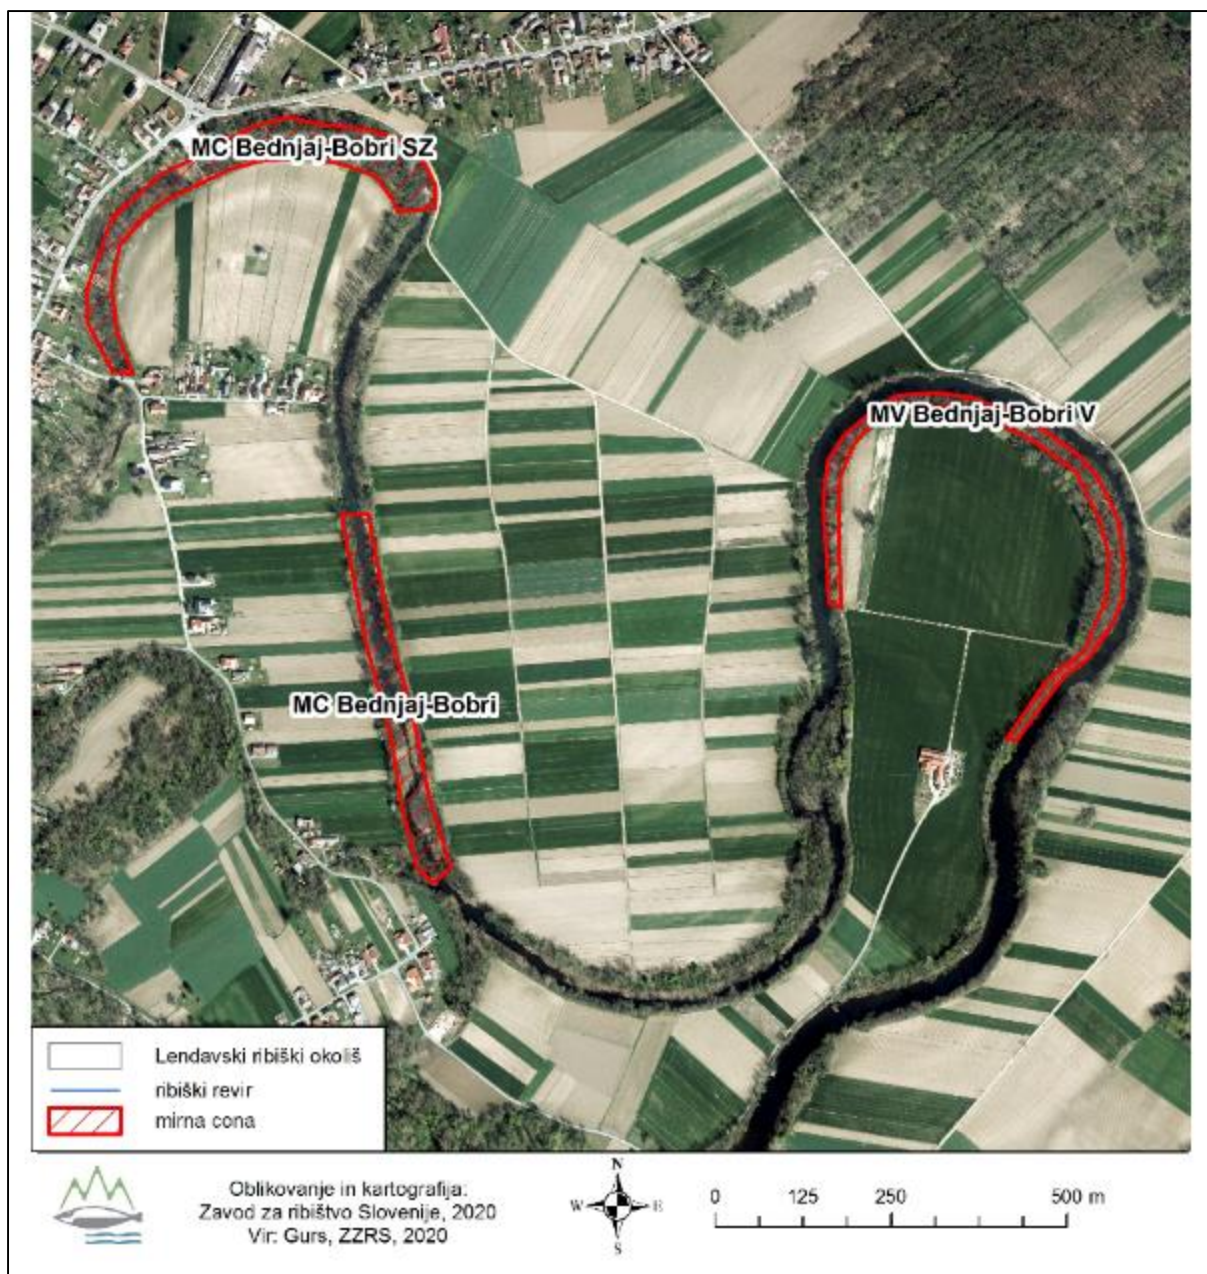 MC Bednjaj-Bobri SZ
MV Bednjaj-Bobri V
MC Bednjaj-Bobri
Lendavski ribiški okoliš
ribiški revir
mirna cona
Oblikovanje in kartografija:
Zavod za ribištvo Slovenije, 2020
Vir: Gurs, ZZRS, 2020
N
W E
S
0 125 250 500 m